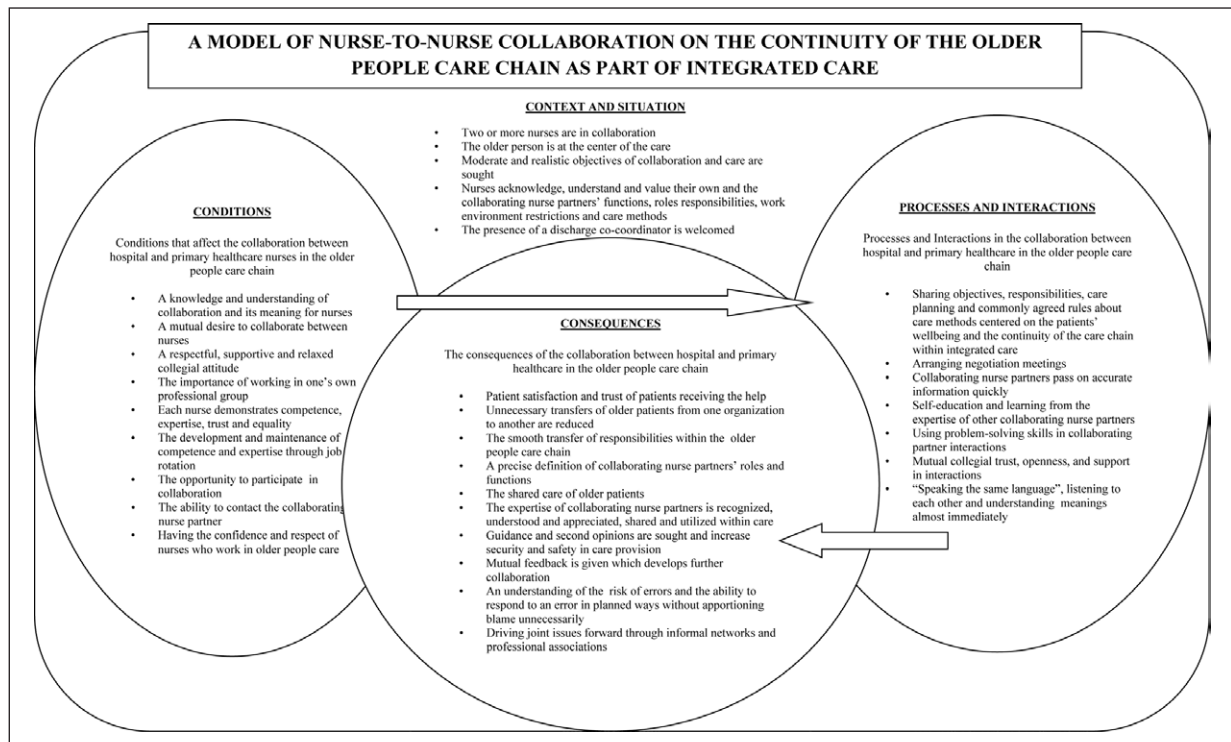 A MODEL OF NURSE-TO-NURSE COLLABORATION ON THE CONTINUITY OF THE OLDER
PEOPLE CARE CHAIN AS PART OF INTEGRATED CARE
CONTEXT AND SITUATION
• Two or more nurses are in collaboration
• The older person is at the center of the care
• Moderate and realistic objectives of collaboration and care are
sought
• Nurses acknowledge, understand and value their own and the
collaborating nurse partners’ functions, roles responsibilities, work
environment restrictions and care methods
• The presence of a discharge co-coordinator is welcomed
CONDITIONS
Conditions that affect the collaboration between
hospital and primary healthcare nurses in the older
people care chain
• A knowledge and understanding of
collaboration and its meaning for nurses
• A mutual desire to collaborate between
nurses
• A respectful, supportive and relaxed
collegial attitude
• The importance of working in one’s own
professional group
• Each nurse demonstrates competence,
expertise, trust and equality
• The development and maintenance of
competence and expertise through job
rotation
• The opportunity to participate in
collaboration
• The ability to contact the collaborating
nurse partner
• Having the confidence and respect of
nurses who work in older people care
CONSEQUENCES
The consequences of the collaboration between hospital and primary
healthcare in the older people care chain
• Patient satisfaction and trust of patients receiving the help
• Unnecessary transfers of older patients from one organization
to another are reduced
• The smooth transfer of responsibilities within the older
people care chain
• A precise definition of collaborating nurse partners’ roles and
functions
• The shared care of older patients
• The expertise of collaborating nurse partners is recognized,
understood and appreciated, shared and utilized within care
• Guidance and second opinions are sought and increase
security and safety in care provision
• Mutual feedback is given which develops further
collaboration
• An understanding of the risk of errors and the ability to
respond to an error in planned ways without apportioning
blame unnecessarily
• Driving joint issues forward through informal networks and
professional associations
PROCESSES AND INTERACTIONS
Processes and Interactions in the collaboration between
hospital and primary healthcare in the older people care
chain
• Sharing objectives, responsibilities, care
planning and commonly agreed rules about
care methods centered on the patients’
wellbeing and the continuity of the care chain
within integrated care
• Arranging negotiation meetings
• Collaborating nurse partners pass on accurate
information quickly
• Self-education and learning from the
expertise of other collaborating nurse partners
• Using problem-solving skills in collaborating
partner interactions
• Mutual collegial trust, openness, and support
in interactions
• “Speaking the same language”, listening to
each other and understanding meanings
almost immediately